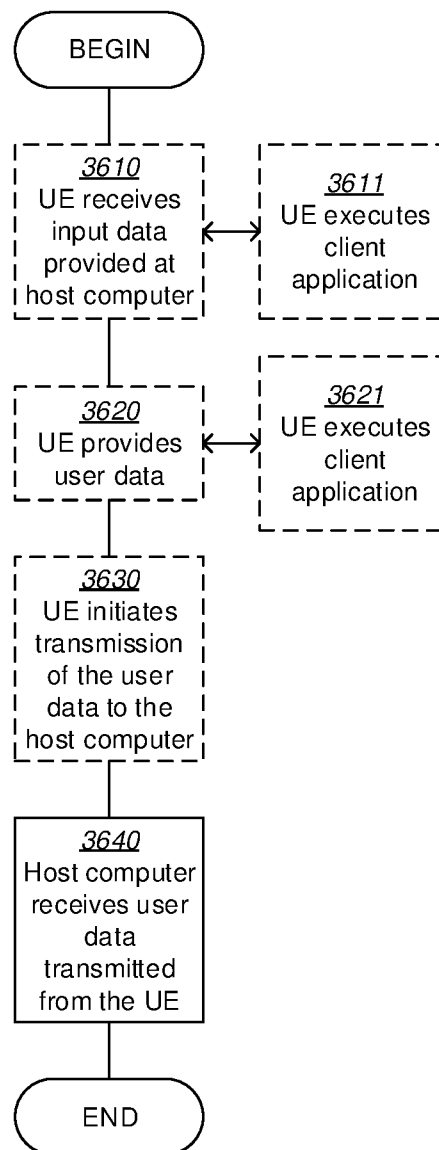 BEGIN
3610
UE receives
input data
provided at
host computer
3611
UE executes
client
application
3620
UE provides
user data
3621
UE executes
client
application
3630
UE initiates
transmission
of the user
data to the
host computer
3640
Host computer
receives user
data
transmitted
from the UE
END